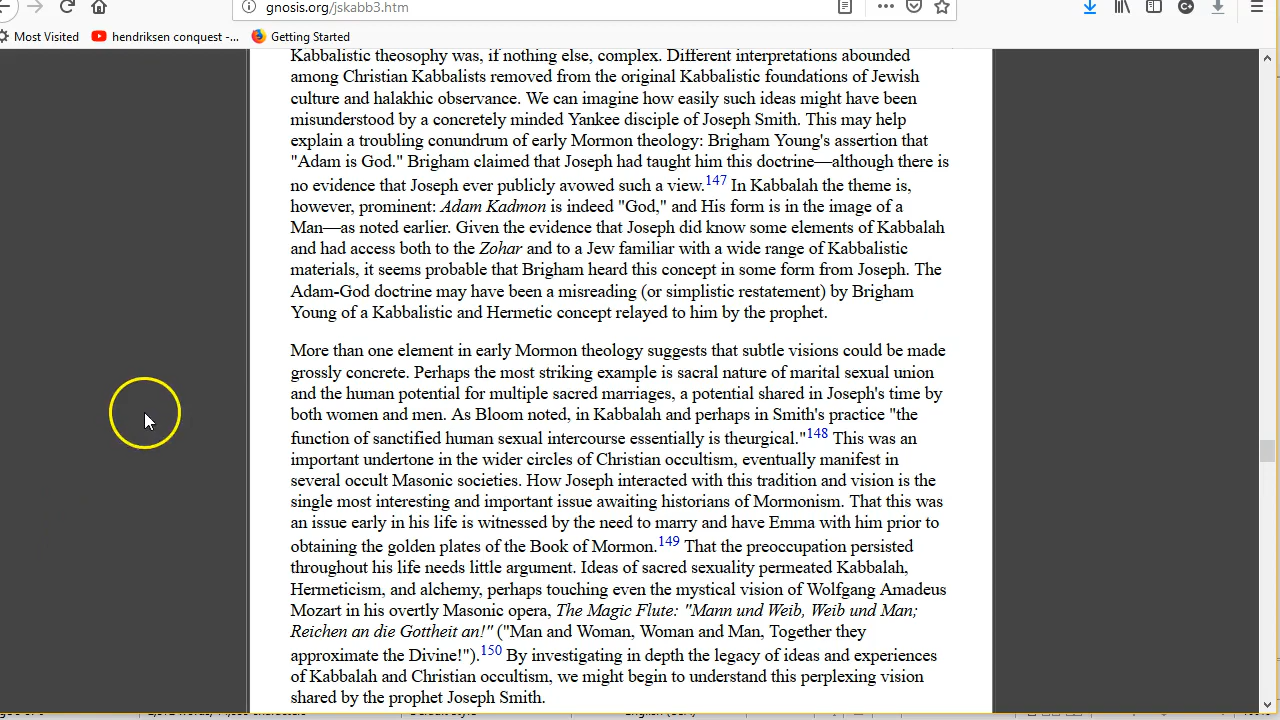 gnosis.org/jskabb3.htm
Most Visited hendriksen conquest -... Getting Started
Kabbalistic theosophy was, if nothing else, complex. Different interpretations abounded
among Christian Kabbalists removed from the original Kabbalistic foundations of Jewish
culture and halakhic observance. We can imagine how easily such ideas might have been
misunderstood by a concretely minded Yankee disciple of Joseph Smith. This may help
explain a troubling conundrum of early Mormon theology: Brigham Young's assertion that
"Adam is God." Brigham claimed that Joseph had taught him this doctrine—although there is
no evidence that Joseph ever publicly avowed such a view.147 In Kabbalah the theme is,
however, prominent: Adam Kadmon is indeed "God," and His form is in the image of a
Man—as noted earlier. Given the evidence that Joseph did know some elements of Kabbalah
and had access both to the Zohar and to a Jew familiar with a wide range of Kabbalistic
materials, it seems probable that Brigham heard this concept in some form from Joseph. The
Adam-God doctrine may have been a misreading (or simplistic restatement) by Brigham
Young of a Kabbalistic and Hermetic concept relayed to him by the prophet.
More than one element in early Mormon theology suggests that subtle visions could be made
grossly concrete. Perhaps the most striking example is sacral nature of marital sexual union
and the human potential for multiple sacred marriages, a potential shared in Joseph's time by
both women and men. As Bloom noted, in Kabbalah and perhaps in Smith's practice "the
function of sanctified human sexual intercourse essentially is theurgical."148 This was an
important undertone in the wider circles of Christian occultism, eventually manifest in
several occult Masonic societies. How Joseph interacted with this tradition and vision is the
single most interesting and important issue awaiting historians of Mormonism. That this was
an issue early in his life is witnessed by the need to marry and have Emma with him prior to
obtaining the golden plates of the Book of Mormon.149 That the preoccupation persisted
throughout his life needs little argument. Ideas of sacred sexuality permeated Kabbalah,
Hermeticism, and alchemy, perhaps touching even the mystical vision of Wolfgang Amadeus
Mozart in his overtly Masonic opera, The Magic Flute: "Mann und Weib, Weib und Man;
Reichen an die Gottheit an!" ("Man and Woman, Woman and Man, Together they
approximate the Divine!").150 By investigating in depth the legacy of ideas and experiences
of Kabbalah and Christian occultism, we might begin to understand this perplexing vision
shared by the prophet Joseph Smith.